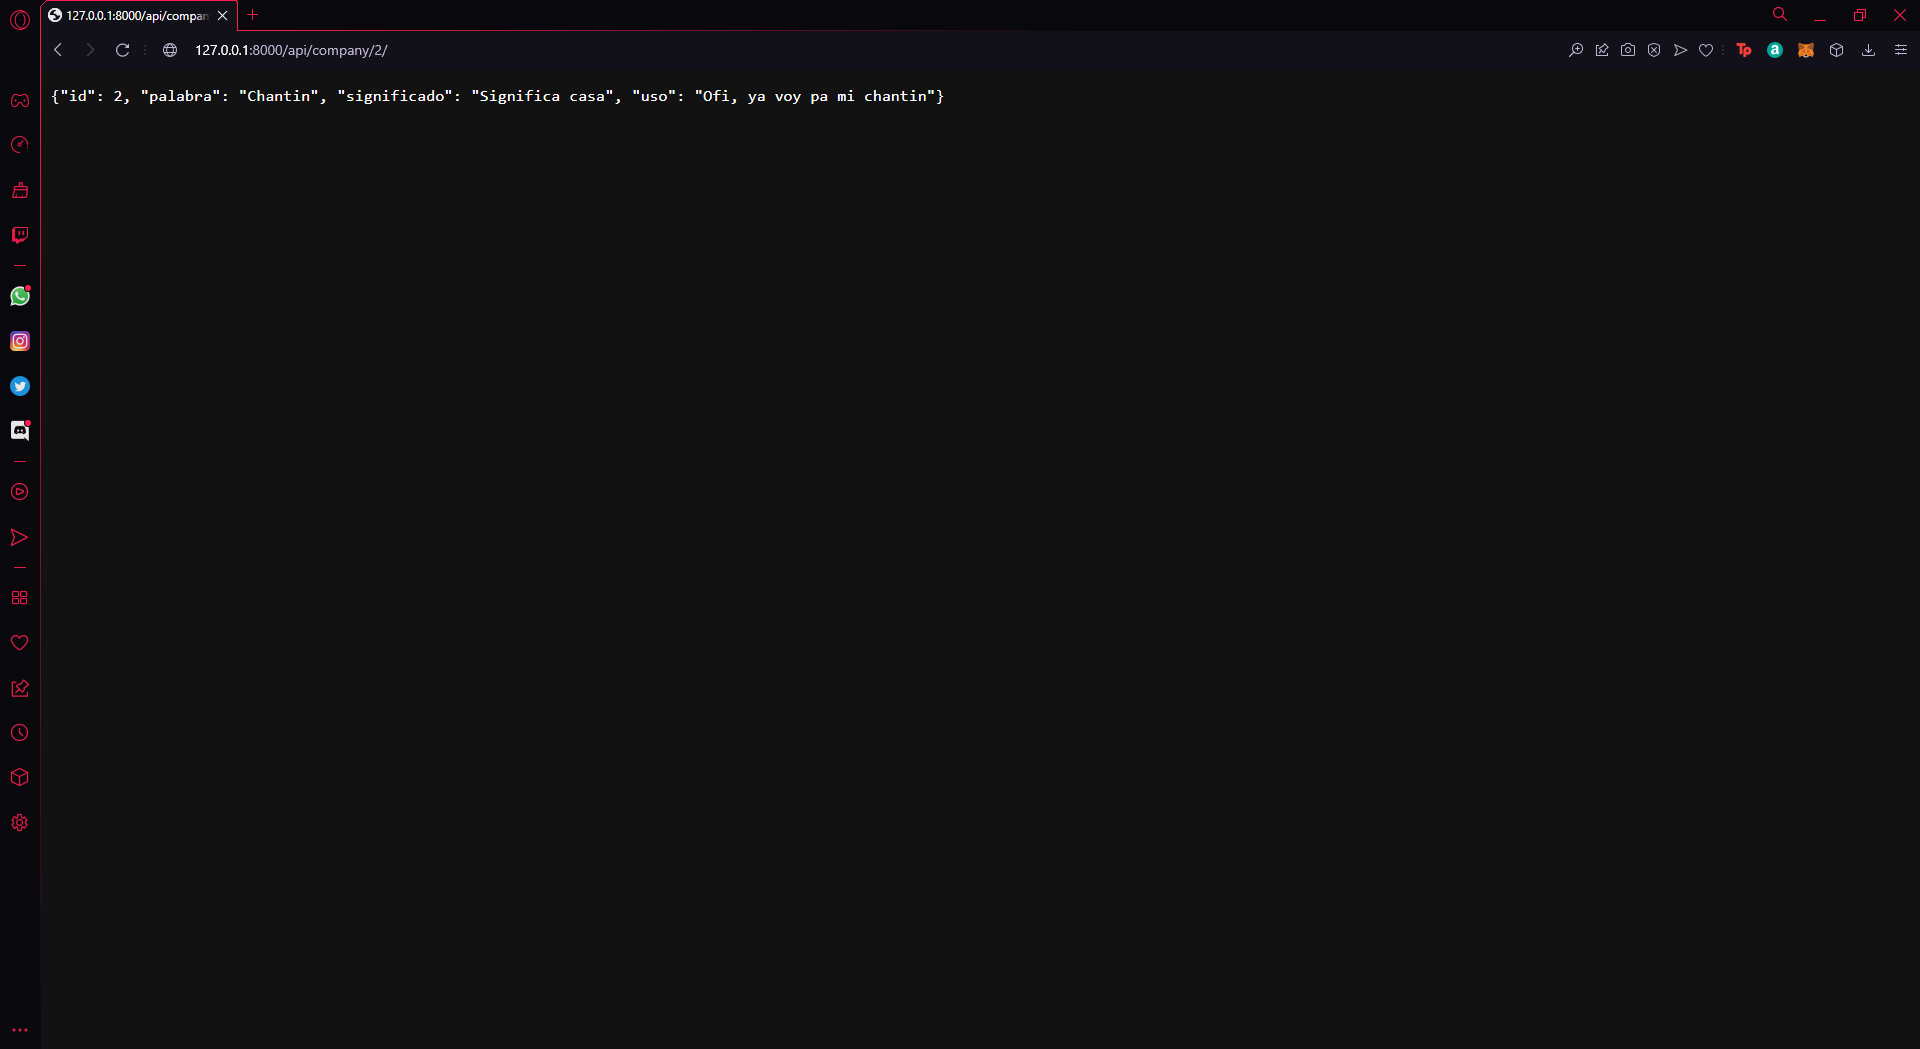 127.0.0.1:8000/api/compan
127.0.0.1:8000/api/company/2/
Tp
a
{"id": 2, "palabra": "Chantin", "significado": "Significa casa", "uso": "Ofi, ya voy pa mi chantin"}